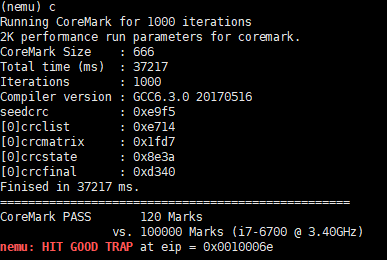 (nemu) c
Running CoreMark for 1000 iterations
2K performance run parameters for coremark.
CoreMark Size    : 666
Total time (ms)  : 37217
Iterations       : 1000
Compiler version : GCC6.3.0 20170516
seedcrc          : 0xe9f5
[0]crclist       : 0xe714
[0]crcmatrix     : 0x1fd7
[0]crcstate      : 0x8e3a
[0]crcfinal      : 0xd340
Finised in 37217 ms.
==================================================
CoreMark PASS       120 Marks
                vs. 100000 Marks (i7-6700 @ 3.40GHz)
nemu: HIT GOOD TRAP at eip = 0x0010006e